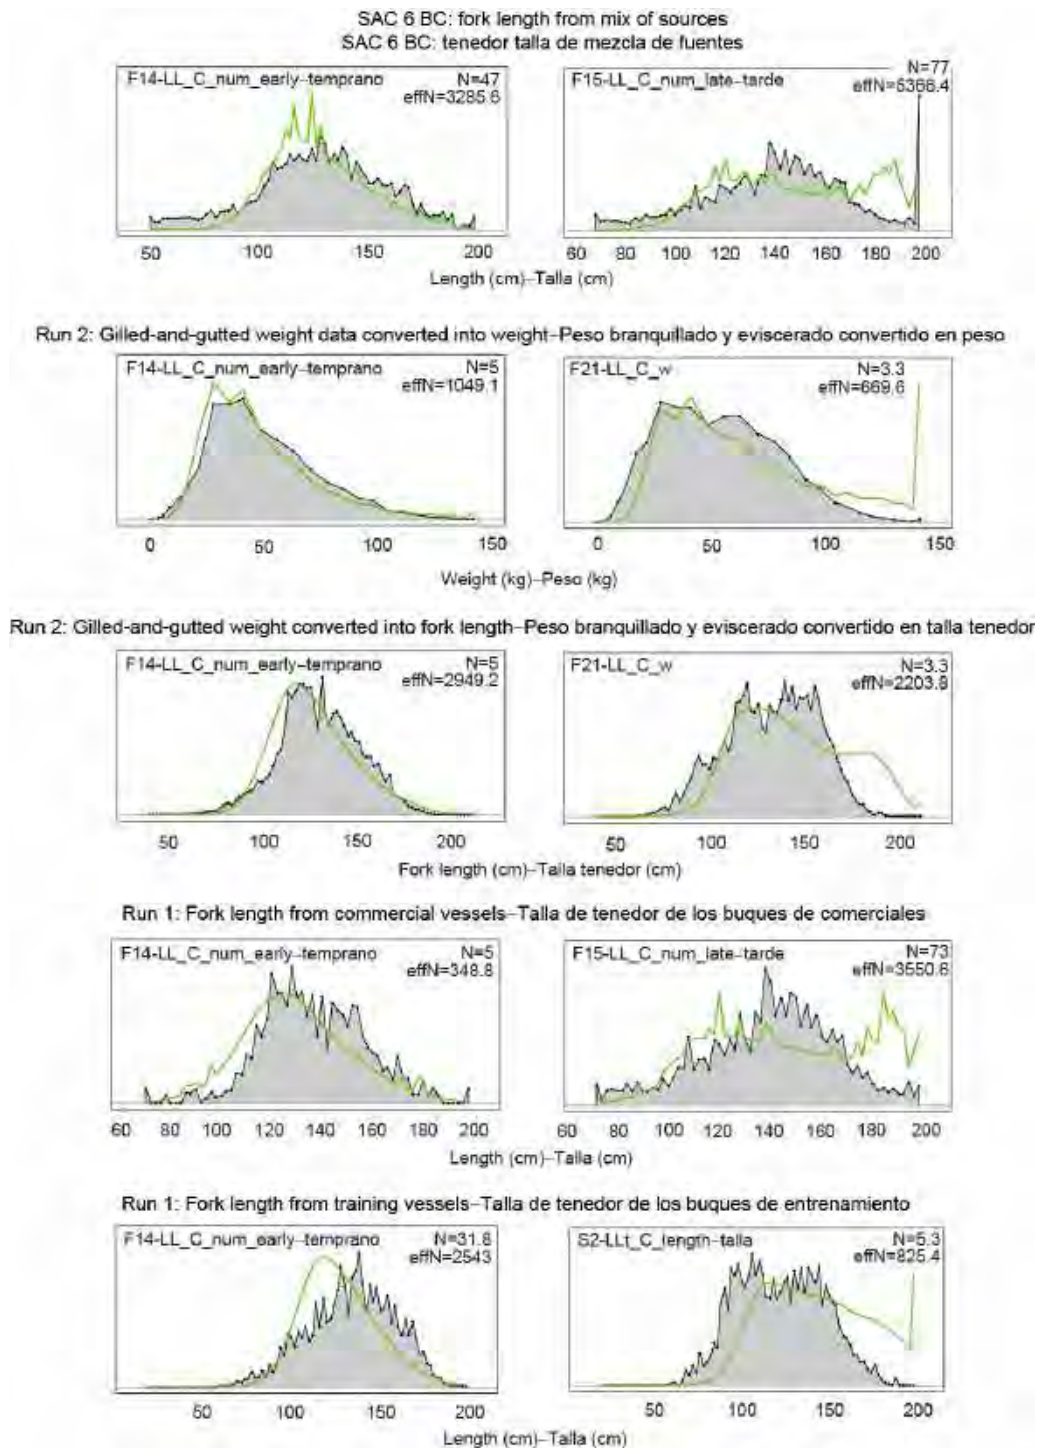 SAC 6 BC: fork length from mix of sources
SAC 6 BC: tenedor talla de mezcla de fuentes
F14-LL_C_num_early-temprano N=47
effN=3285.6
F15-LL_C_num_late-tarde N=77
effN=5366.4
50 100 150 200
60 80 100 120 140 160 180 200
Length (cm)–Talla (cm)
Run 2: Gilled-and-gutted weight data converted into weight–Peso branquillado y eviscerado convertido en peso
F14-LL_C_num_early-temprano N=5
effN=1049.1
F21-LL_C_w N=3.3
effN=669.6
0 50 100 150
0 50 100 150
Weight (kg)–Peso (kg)
Run 2: Gilled-and-gutted weight converted into fork length–Peso branquillado y eviscerado convertido en talla tenedor
F14-LL_C_num_early-temprano N=5
effN=2949.2
F21-LL_C_w N=3.3
effN=2203.8
50 100 150 200
50 100 150 200
Fork length (cm)–Talla tenedor (cm)
Run 1: Fork length from commercial vessels–Talla de tenedor de los buques de comerciales
F14-LL_C_num_early-temprano N=5
effN=348.8
F15-LL_C_num_late-tarde N=73
effN=3550.6
60 80 100 120 140 160 180 200
60 80 100 120 140 160 180 200
Length (cm)–Talla (cm)
Run 1: Fork length from training vessels–Talla de tenedor de los buques de entrenamiento
F14-LL_C_num_early-temprano N=31.8
effN=2543
S2-LLt_C_length-talla N=5.3
effN=825.4
50 100 150 200
50 100 150 200
Length (cm)–Talla (cm)